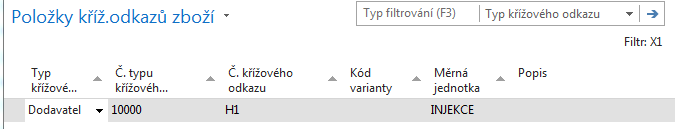 Položky kříž.odkazů zboží
Typ filtrování (F3) Typ křížového odkazu
Filtr: X1
Typ křížové... Č. typu křížovéh... Č. křížového odkazu Kód varianty Měrná jednotka Popis
Dodavatel 10000 H1 INJEKCE